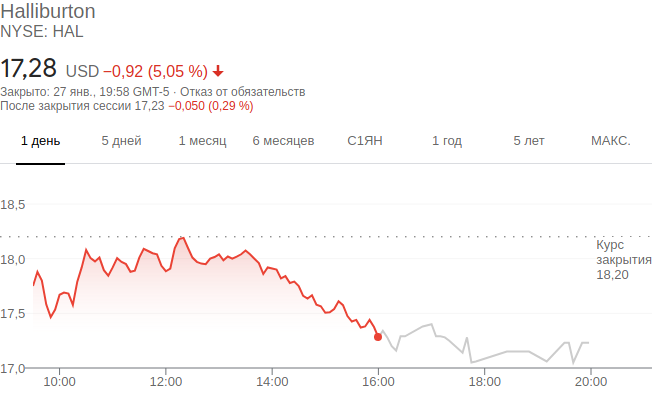 Halliburton
NYSE: HAL
17,28 USD −0,92 (5,05 %)
Закрыто: 27 янв., 19:58 GMT-5 · Отказ от обязательств
После закрытия сессии 17,23 −0,050 (0,29 %)
1 день 5 дней 1 месяц 6 месяцев С1ЯН 1 год 5 лет МАКС.
18,5
18,0
17,5
17,0
Курс
закрытия
18,20
10:00 12:00 14:00 16:00 18:00 20:00